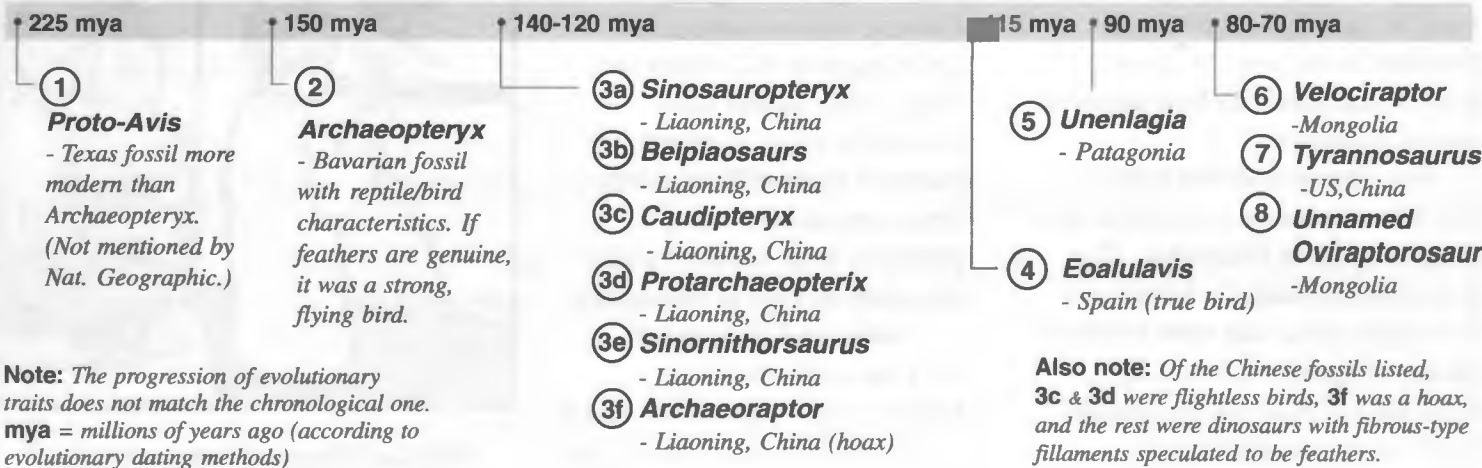 225 mya
150 mya
140-120 mya
15 mya
90 mya
80-70 mya
1
Proto-Avis
- Texas fossil more
modern than
Archaeopteryx.
(Not mentioned by
Nat. Geographic.)
2
Archaeopteryx
- Bavarian fossil
with reptile/bird
characteristics. If
feathers are genuine,
it was a strong,
flying bird.
3a Sinosauropteryx
- Liaoning, China
3b Beipiaosaurs
- Liaoning, China
3c Caudipteryx
- Liaoning, China
3d Protarchaeopterix
- Liaoning, China
3e Sinornithorsaurus
- Liaoning, China
3f Archaeoraptor
- Liaoning, China (hoax)
4 Eoalulavis
- Spain (true bird)
5 Unenlagia
- Patagonia
6 Velociraptor
-Mongolia
7 Tyrannosaurus
-US,China
8 Unnamed
Oviraptorosaur
-Mongolia
Note: The progression of evolutionary
traits does not match the chronological one.
mya = millions of years ago (according to
evolutionary dating methods)
Also note: Of the Chinese fossils listed,
3c & 3d were flightless birds, 3f was a hoax,
and the rest were dinosaurs with fibrous-type
fillaments speculated to be feathers.